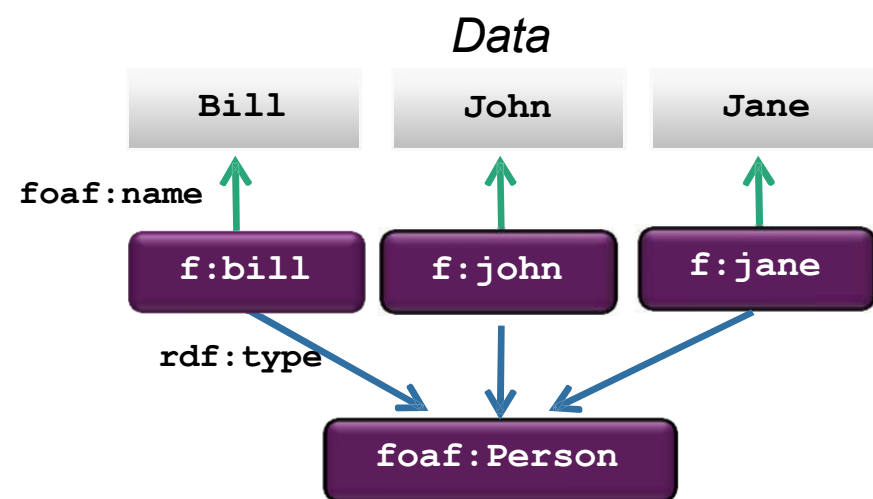 Data
Bill John Jane
foaf:name
f:bill f:john f:jane
rdf:type
foaf:Person